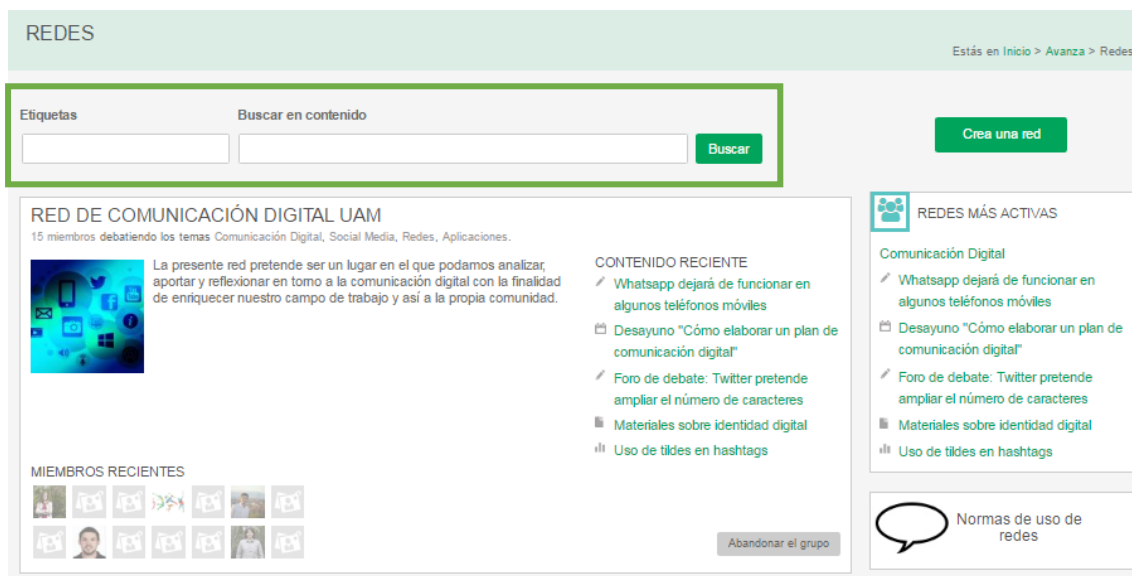 REDES
Estás en Inicio > Avanza > Redes
Etiquetas
Buscar en contenido
Buscar
Crea una red
RED DE COMUNICACIÓN DIGITAL UAM
15 miembros debatiendo los temas Comunicación Digital, Social Media, Redes, Aplicaciones.
La presente red pretende ser un lugar en el que podamos analizar,
aportar y reflexionar en torno a la comunicación digital con la finalidad
de enriquecer nuestro campo de trabajo y así a la propia comunidad.
CONTENIDO RECIENTE
Whatsapp dejará de funcionar en
algunos teléfonos móviles
Desayuno "Cómo elaborar un plan de
comunicación digital"
Foro de debate: Twitter pretende
ampliar el número de caracteres
Materiales sobre identidad digital
Uso de tildes en hashtags
MIEMBROS RECIENTES
Abandonar el grupo
REDES MÁS ACTIVAS
Comunicación Digital
Whatsapp dejará de funcionar en
algunos teléfonos móviles
Desayuno "Cómo elaborar un plan de
comunicación digital"
Foro de debate: Twitter pretende
ampliar el número de caracteres
Materiales sobre identidad digital
Uso de tildes en hashtags
Normas de uso de
redes